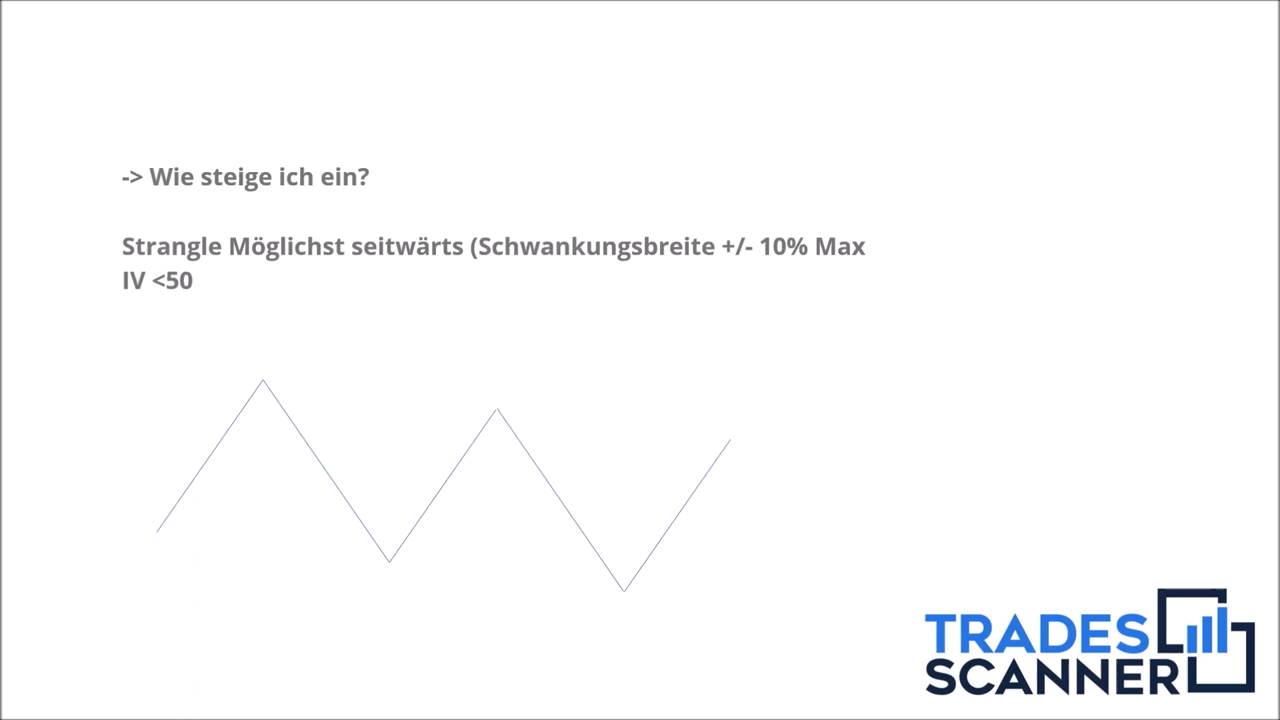 -> Wie steige ich ein?
Strangle Möglichst seitwärts (Schwankungsbreite +/- 10% Max
IV <50
TRADES
SCANNER